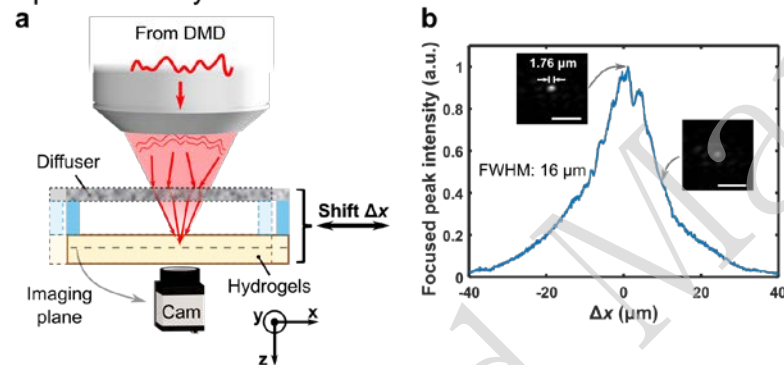 a
From DMD
Diffuser
Shift Δx
Imaging
plane
Hydrogels
Cam
y
x
z
b
Focused peak intensity (a.u.)
1
0.8
0.6
0.4
0.2
0
1.76 μm
FWHM: 16 μm
-40
-20
0
20
40
Δx (μm)